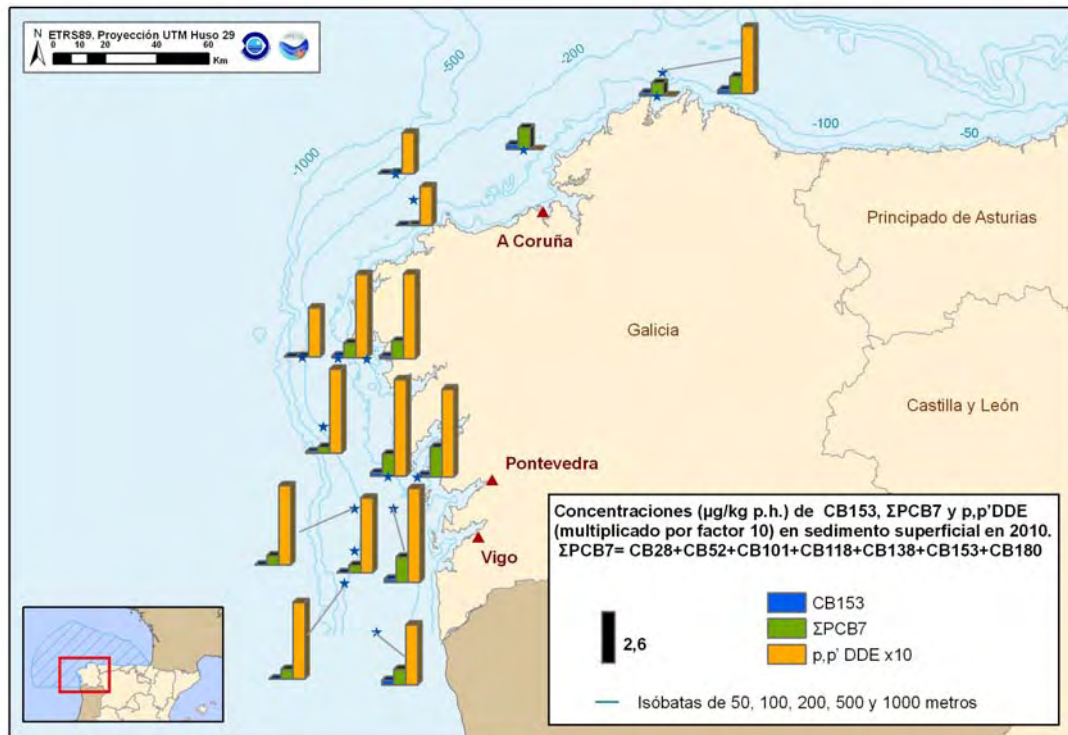 N
ETRS89. Proyección UTM Huso 29
0 10 20 40 60
Km
-500
-200
-1000
-100
-50
A Coruña
Principado de Asturias
Galicia
Castilla y León
Pontevedra
Vigo
Concentraciones (µg/kg p.h.) de CB153, ΣPCB7 y p,p'DDE
(multiplicado por factor 10) en sedimento superficial en 2010.
ΣPCB7= CB28+CB52+CB101+CB118+CB138+CB153+CB180
2,6
CB153
ΣPCB7
p,p' DDE x10
Isóbatas de 50, 100, 200, 500 y 1000 metros